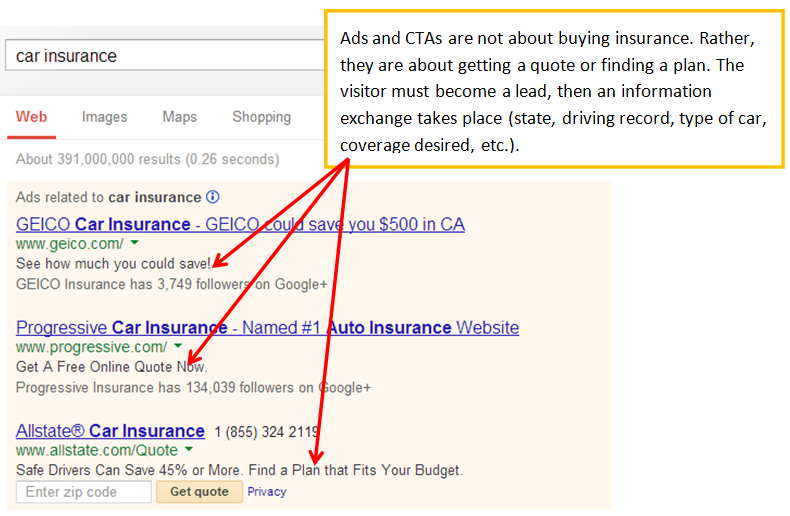 Ads and CTAs are not about buying insurance. Rather,
they are about getting a quote or finding a plan. The
visitor must become a lead, then an information
exchange takes place (state, driving record, type of car,
coverage desired, etc.).
car insurance
Web Images Maps Shopping
About 391,000,000 results (0.26 seconds)
Ads related to car insurance
GEICO Car Insurance - GEICO could save you $500 in CA
www.geico.com/
See how much you could save!
GEICO Insurance has 3,749 followers on Google+
Progressive Car Insurance - Named #1 Auto Insurance Website
www.progressive.com/
Get A Free Online Quote Now.
Progressive Insurance has 134,039 followers on Google+
Allstate® Car Insurance 1 (855) 324 2119
www.allstate.com/Quote
Safe Drivers Can Save 45% or More. Find a Plan that Fits Your Budget.
Enter zip code Get quote Privacy